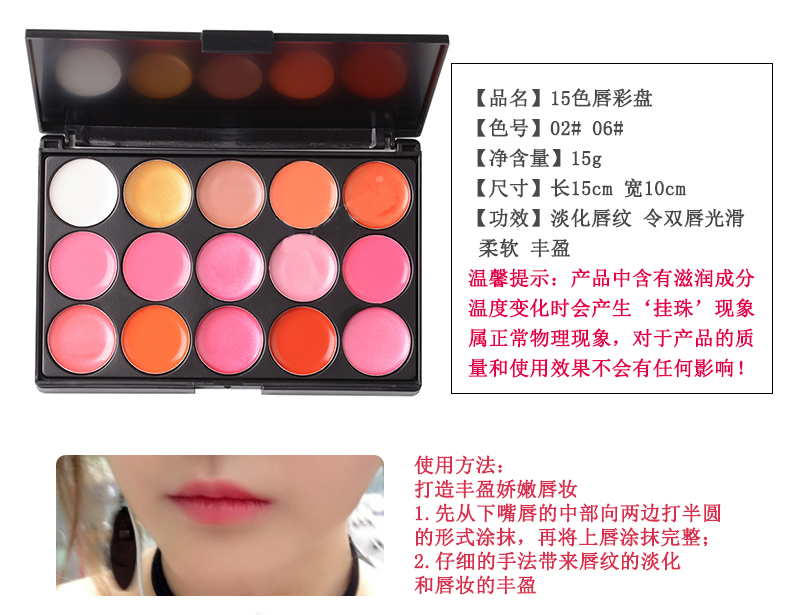 【品名】15色唇彩盘
【色号】02# 06#
【净含量】15g
【尺寸】长15cm 宽10cm
【功效】淡化唇纹 令双唇光滑
柔软 丰盈
温馨提示：产品中含有滋润成分
温度变化时会产生‘挂珠’现象
属正常物理现象，对于产品的质
量和使用效果不会有任何影响！
使用方法：
打造丰盈娇嫩唇妆
1.先从下嘴唇的中部向两边打半圆
的形式涂抹，再将上唇涂抹完整；
2.仔细的手法带来唇纹的淡化
和唇妆的丰盈